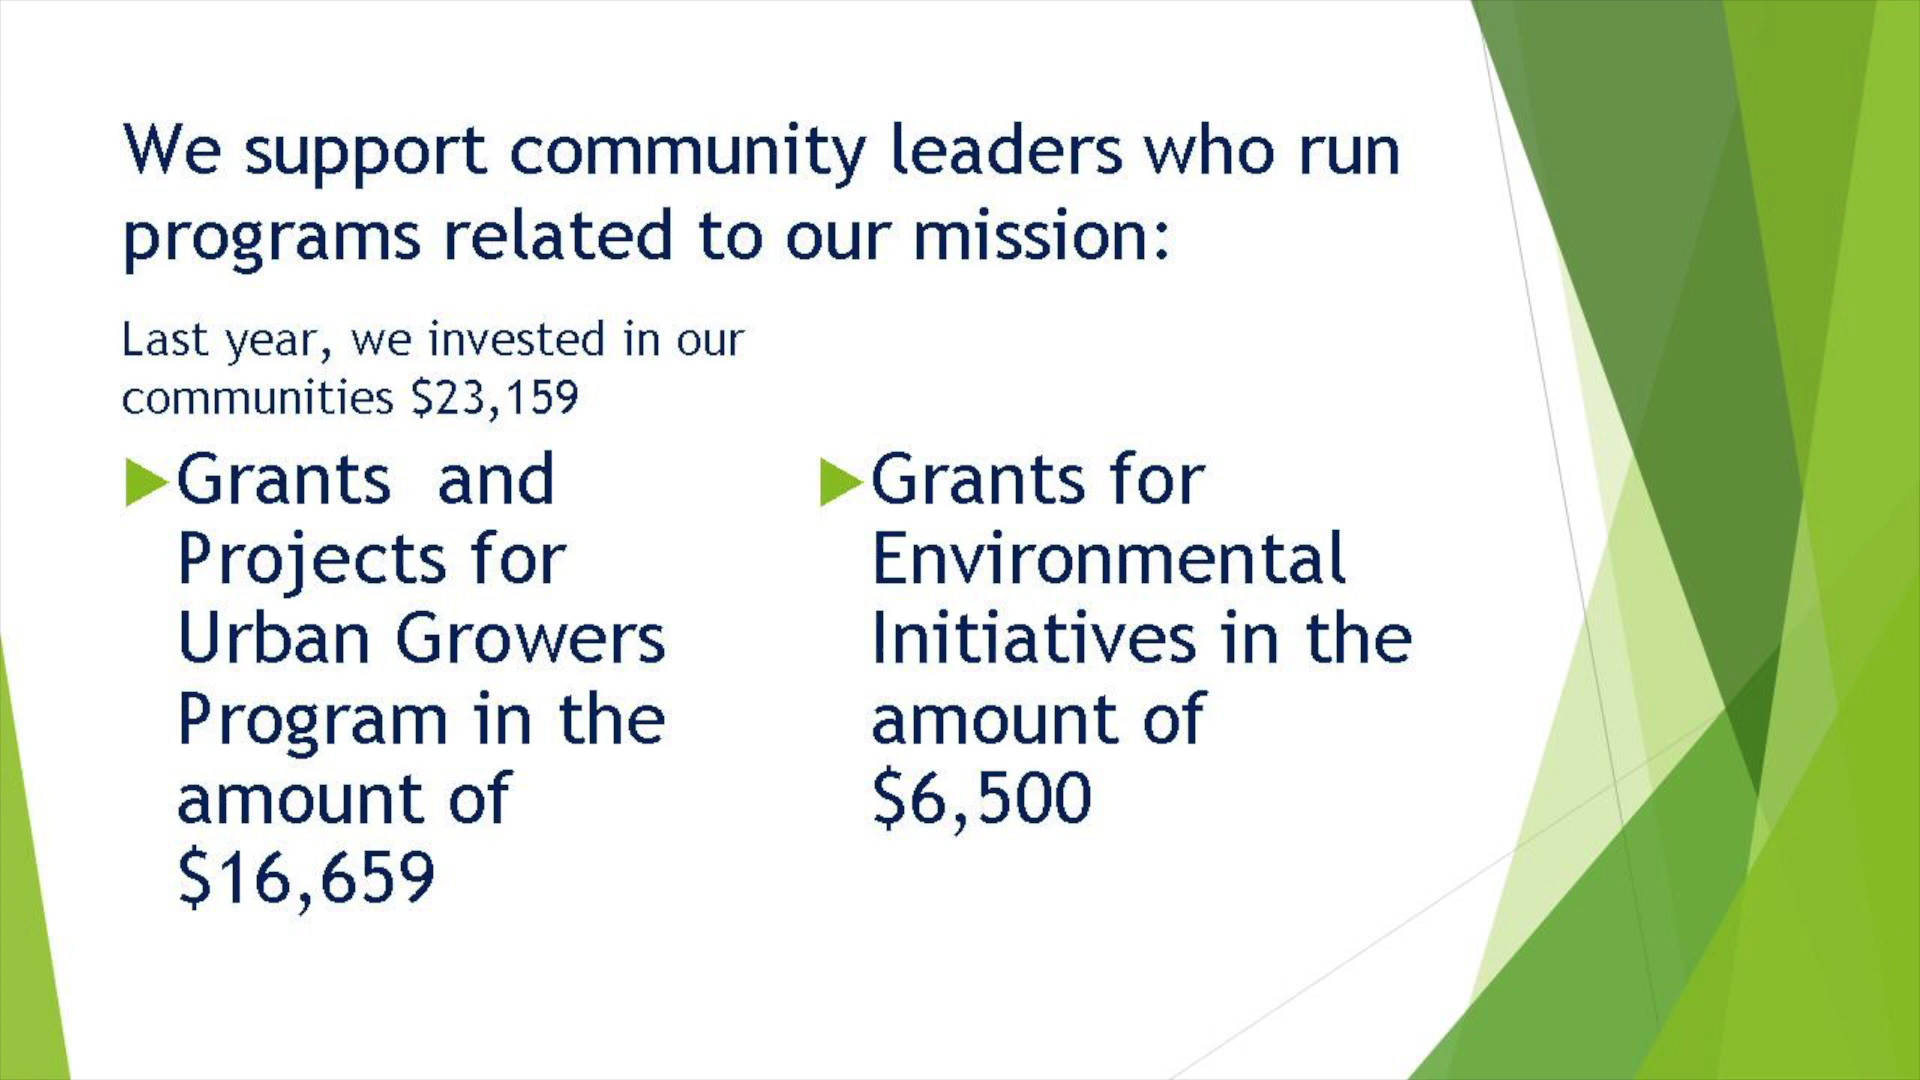 We support community leaders who run
programs related to our mission:
Last year, we invested in our
communities $23,159
Grants and
Projects for
Urban Growers
Program in the
amount of
$16,659
Grants for
Environmental
Initiatives in the
amount of
$6,500